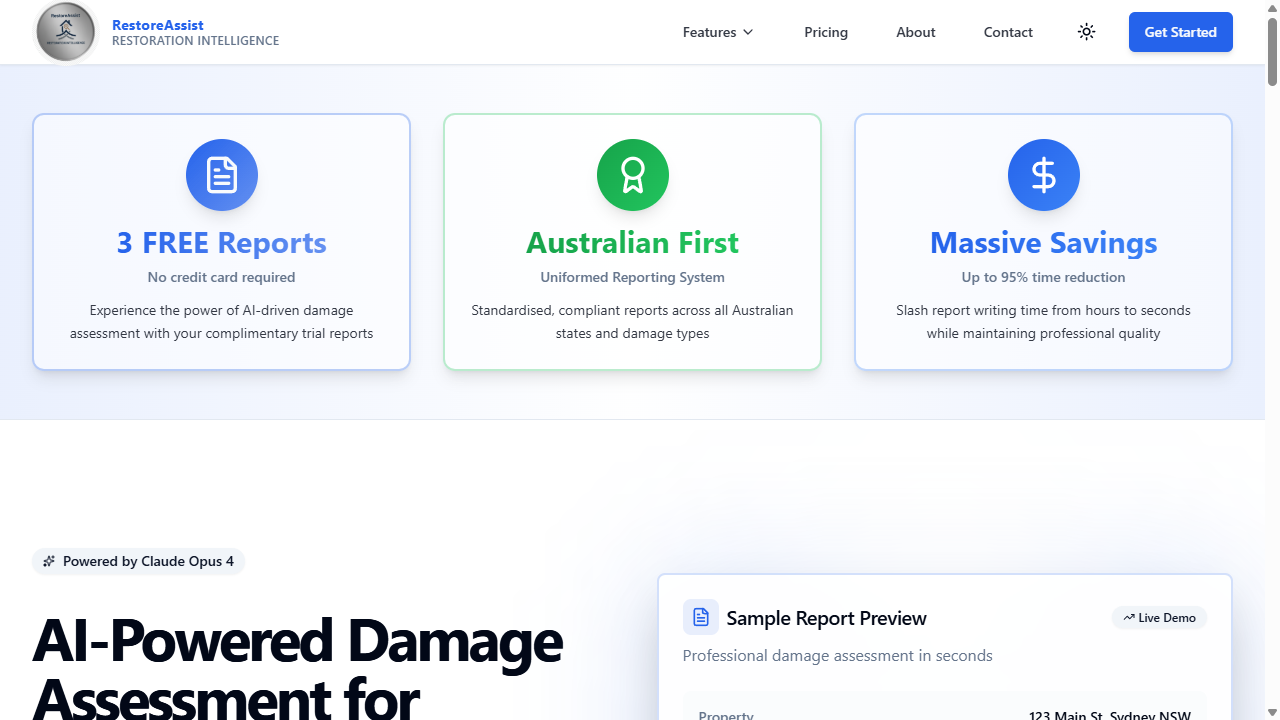 RestoreAssist
RestoreAssist
RESTORATION INTELLIGENCE
Features
Pricing
About
Contact
Get Started
3 FREE Reports
No credit card required
Experience the power of AI-driven damage
assessment with your complimentary trial reports
Australian First
Uniformed Reporting System
Standardised, compliant reports across all Australian
states and damage types
Massive Savings
Up to 95% time reduction
Slash report writing time from hours to seconds
while maintaining professional quality
Powered by Claude Opus 4
AI-Powered Damage
Assessment for
Sample Report Preview
Live Demo
Professional damage assessment in seconds
Property
123 Main St, Sydney NSW